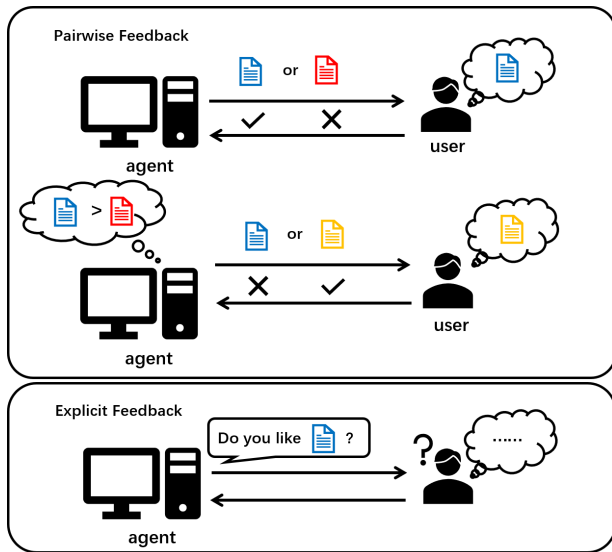 Pairwise Feedback
or
agent
user
>
or
agent
user
Explicit Feedback
Do you like ?
?
......
agent